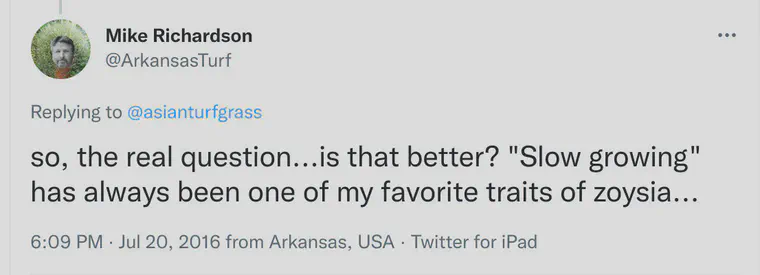 Mike Richardson
@ArkansasTurf
Replying to @asianturfgrass
so, the real question...is that better? "Slow growing"
has always been one of my favorite traits of zoysia...
6:09 PM · Jul 20, 2016 from Arkansas, USA · Twitter for iPad